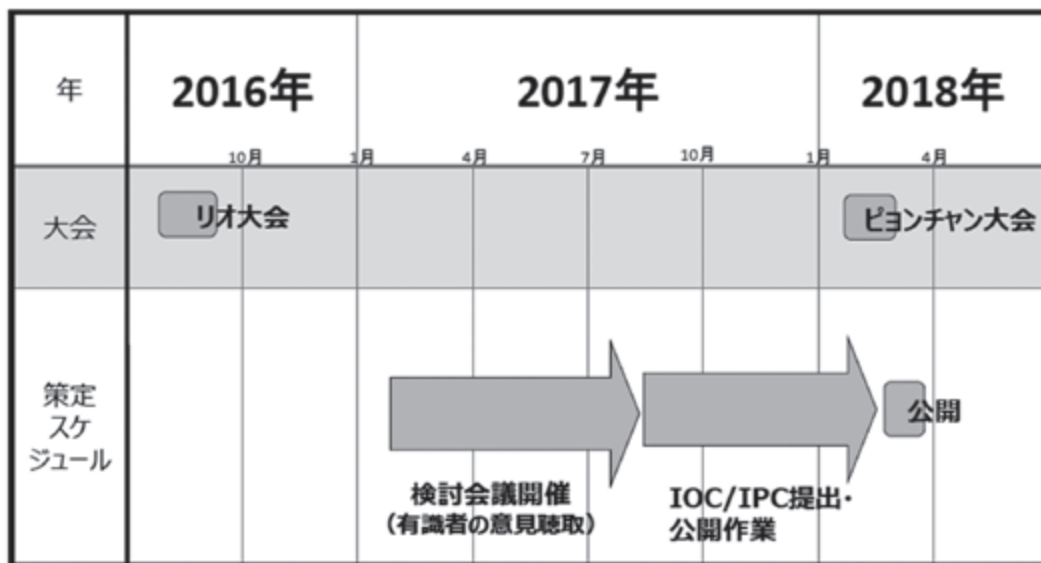 年
2016年
2017年
2018年
10月
1月
4月
7月
10月
1月
4月
大会
リオ大会
ピョンチャン大会
策定
スケ
ジュール
検討会議開催
（有識者の意見聴取）
IOC/IPC提出・
公開作業
公開